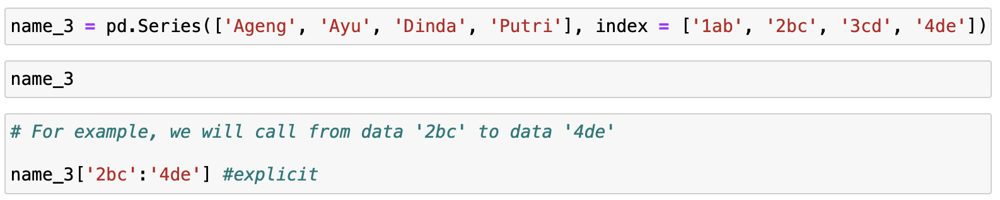 name_3 = pd.Series(['Ageng', 'Ayu', 'Dinda', 'Putri'], index = ['1ab', '2bc', '3cd', '4de'])
name_3
# For example, we will call from data '2bc' to data '4de'
name_3['2bc':'4de'] #explicit